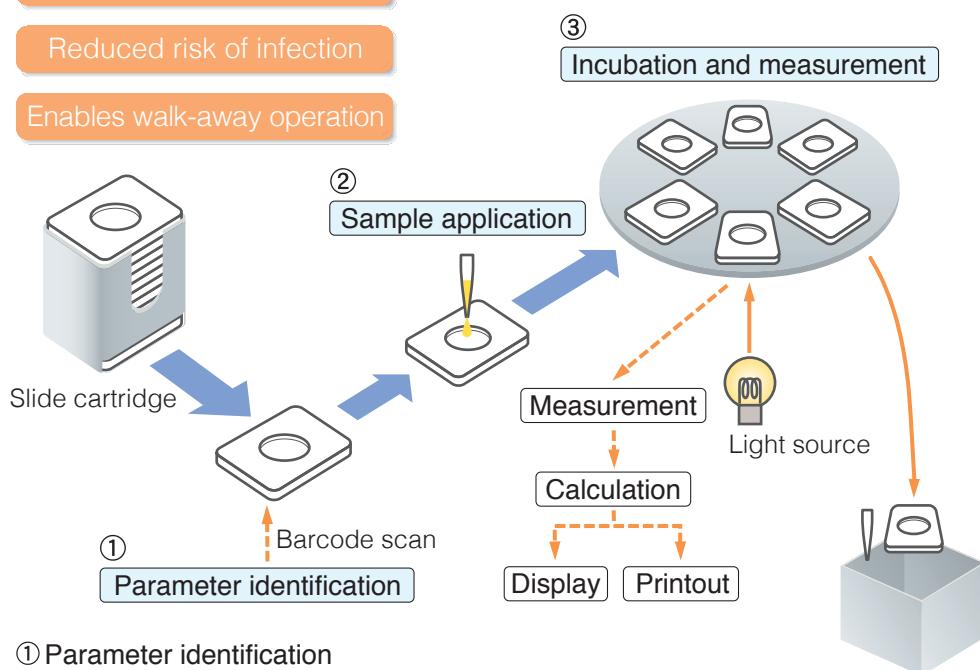 Reduced risk of infection
Enables walk-away operation
③
Incubation and measurement
②
Sample application
Slide cartridge
Measurement
Light source
Calculation
Barcode scan
①
Parameter identification
Display
Printout
① Parameter identification